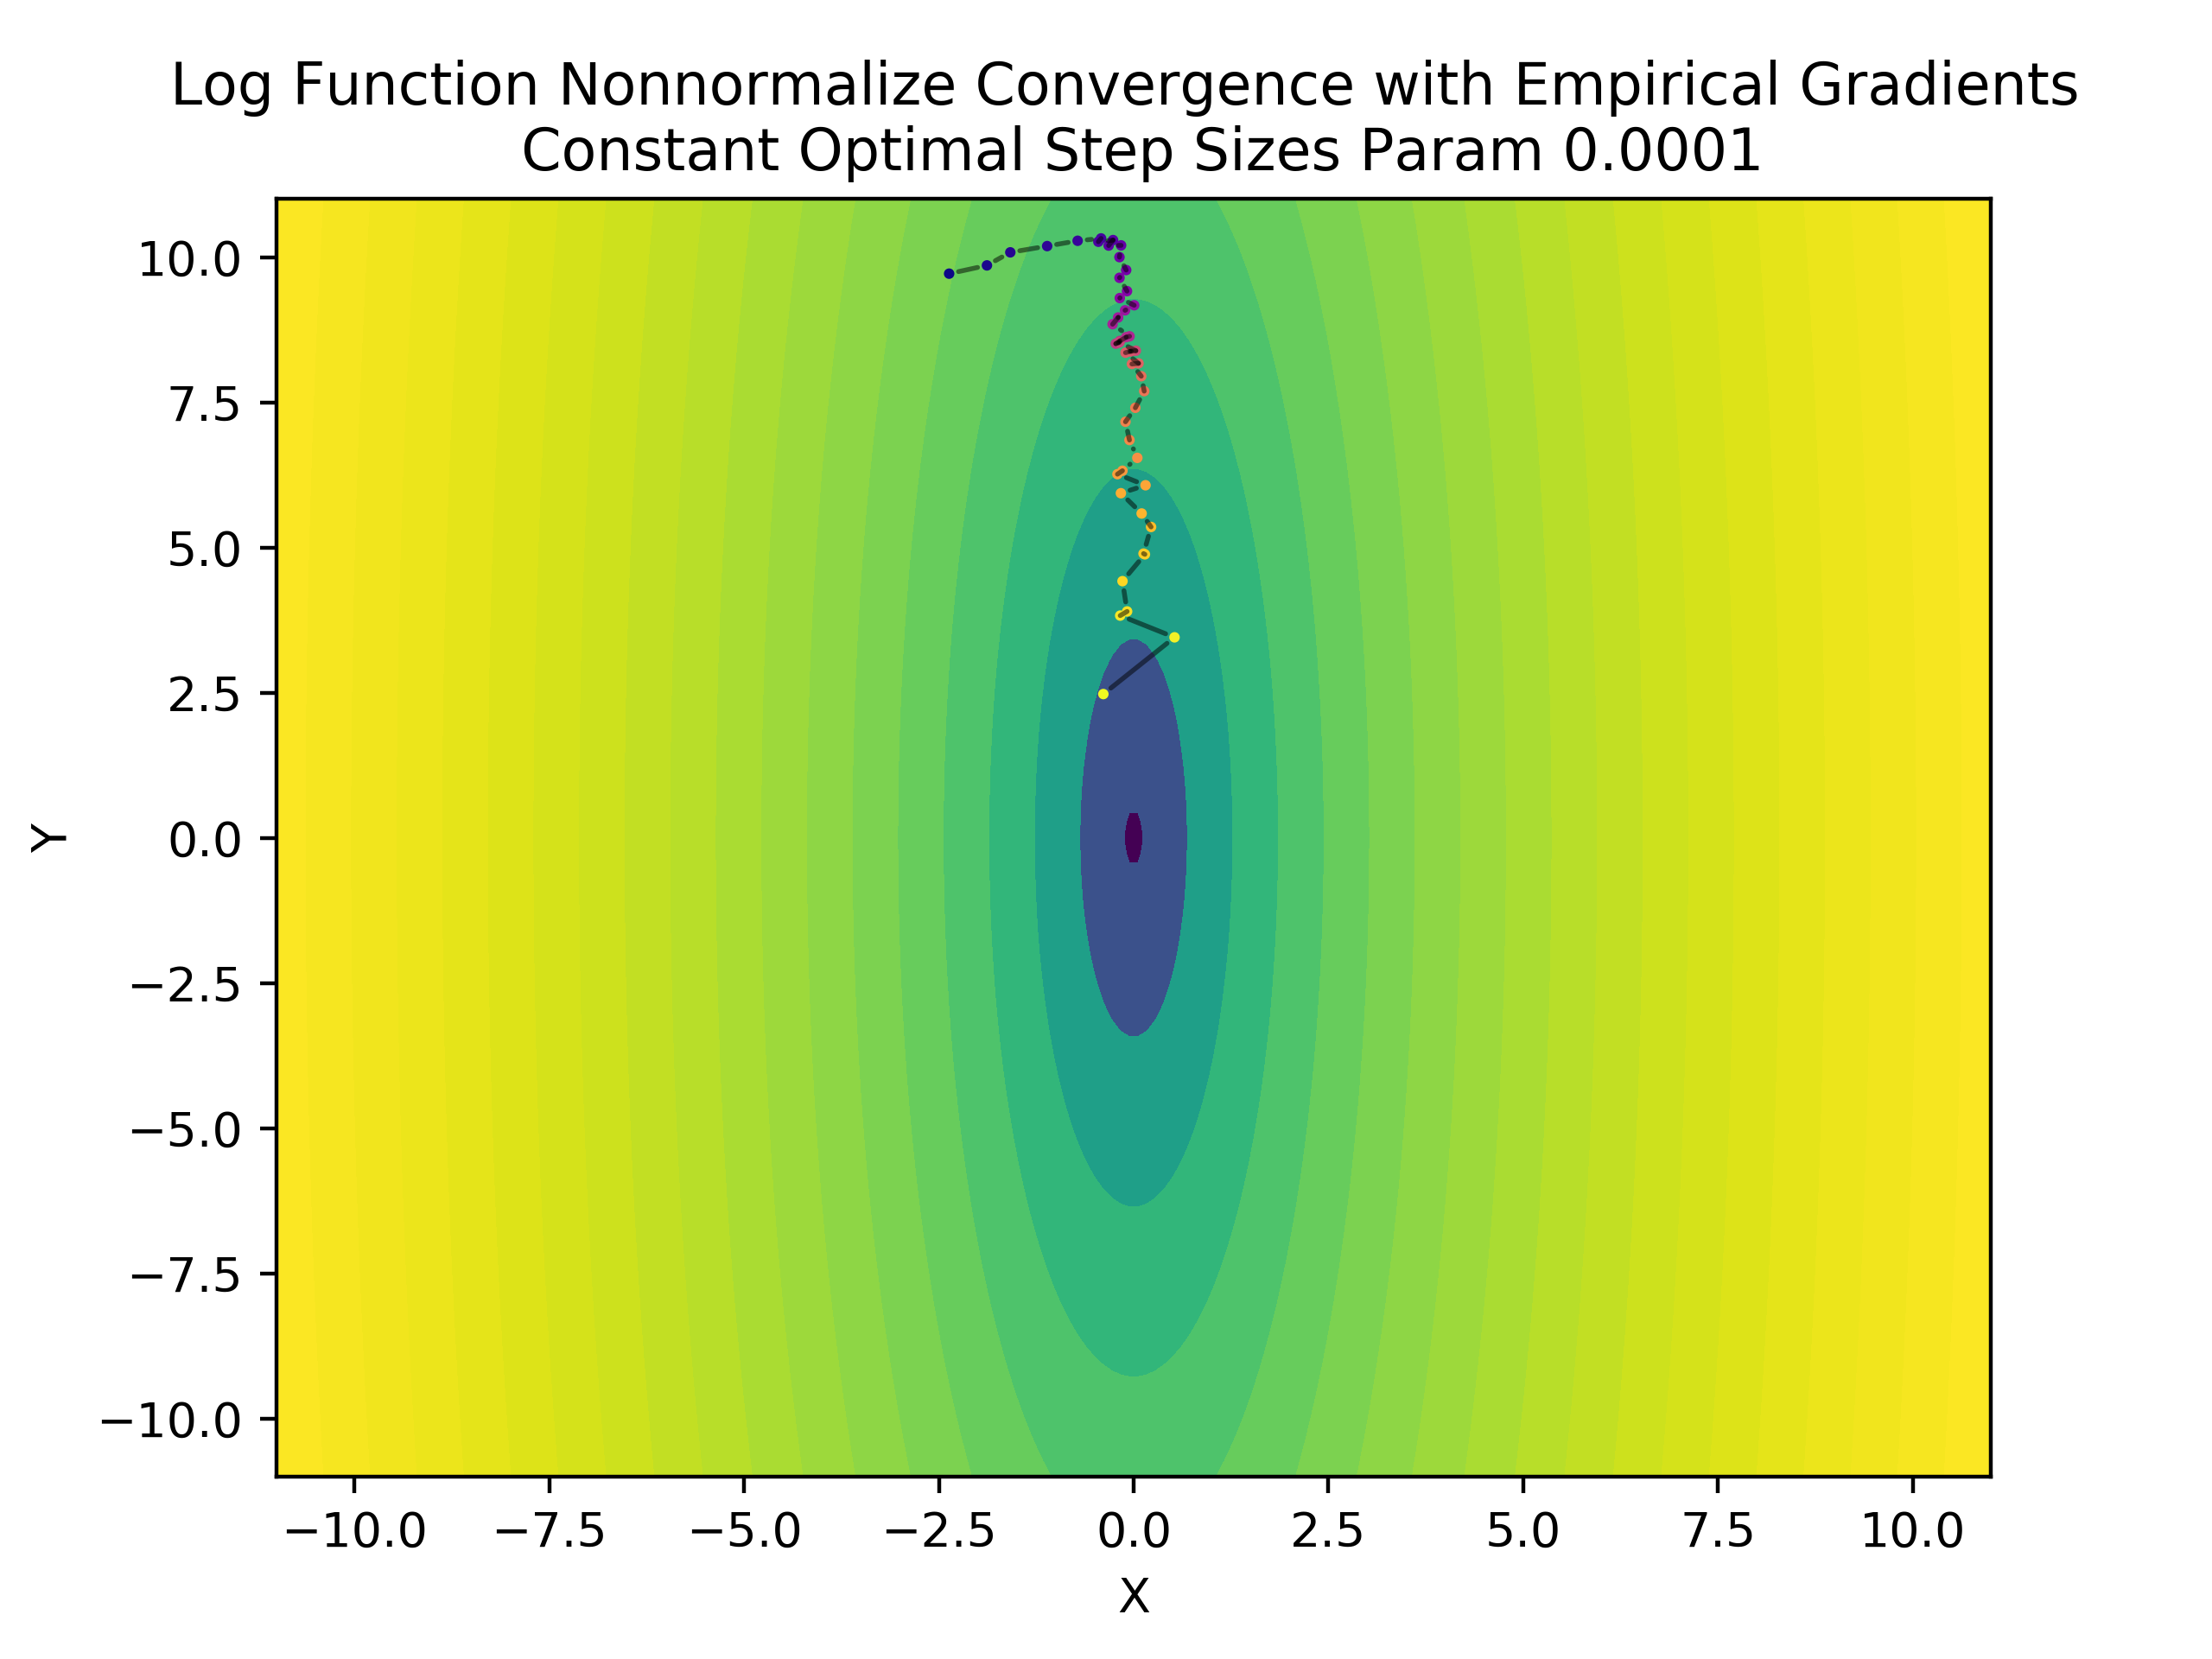 Log Function Nonnormalize Convergence with Empirical Gradients
Constant Optimal Step Sizes Param 0.0001
10.0
7.5
5.0
2.5
0.0
−2.5
−5.0
−7.5
−10.0
Y
−10.0 −7.5 −5.0 −2.5 0.0 2.5 5.0 7.5 10.0
X